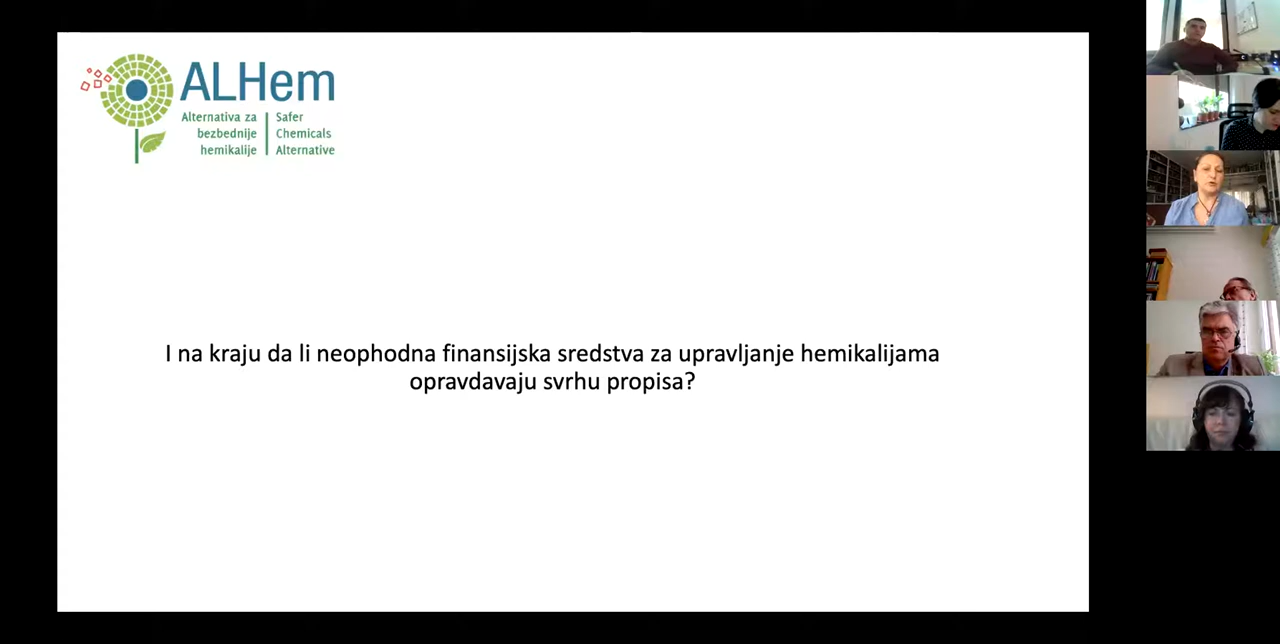 ALHem
Alternativa za
bezbednije
hemikalije
Safer
Chemicals
Alternative
I na kraju da li neophodna finansijska sredstva za upravljanje hemikalijama
opravdavaju svrhu propisa?